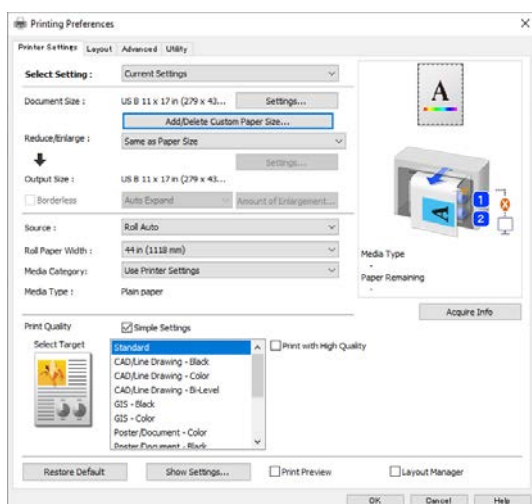 Printing Preferences
Printer Settings Layout Advanced Utility
Select Setting : Current Settings
Document Size : US B 11 x 17 in (279 x 43... Settings...
Add/Delete Custom Paper Size...
Reduce/Enlarge : Same as Paper Size
Settings...
Output Size : US B 11 x 17 in (279 x 43...
Borderless Auto Expand Amount of Enlargement...
Source : Roll Auto
Roll Paper Width : 44 in (1118 mm)
Media Category: Use Printer Settings
Media Type : Plain paper
A
A
1
2
Media Type
-
Paper Remaining
-
Acquire Info
Print Quality Simple Settings
Select Target
Standard
CAD/Line Drawing - Black
CAD/Line Drawing - Color
CAD/Line Drawing - Bi-Level
GIS - Black
GIS - Color
Poster/Document - Color
Poster/Document - Black
Print with High Quality
Restore Default Show Settings... Print Preview Layout Manager
OK Cancel Help